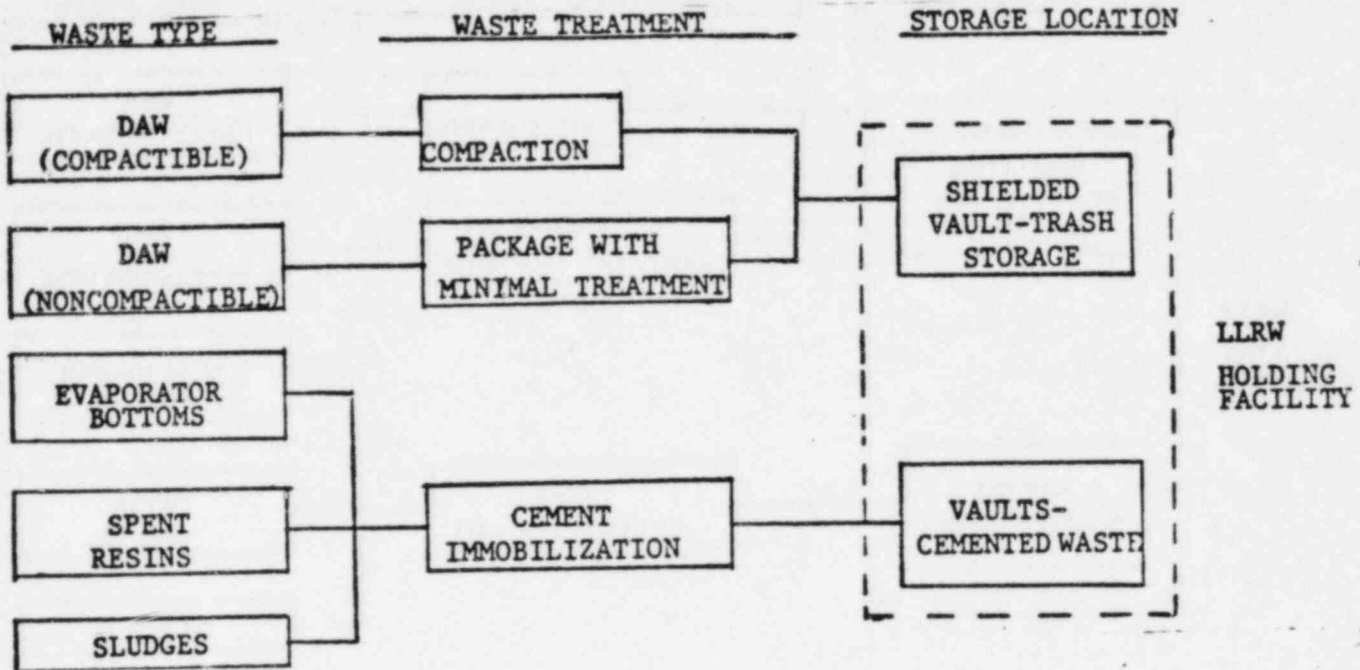 WASTE TYPE
WASTE TREATMENT
STORAGE LOCATION
DAW
(COMPACTIBLE)
COMPACTION
SHIELDED
VAULT-TRASH
STORAGE
DAW
(NONCOMPACTIBLE)
PACKAGE WITH
MINIMAL TREATMENT
LLRW
HOLDING
FACILITY
EVAPORATOR
BOTTOMS
SPENT
RESINS
CEMENT
IMMOBILIZATION
VAULTS-
CEMENTED WASTE
SLUDGES